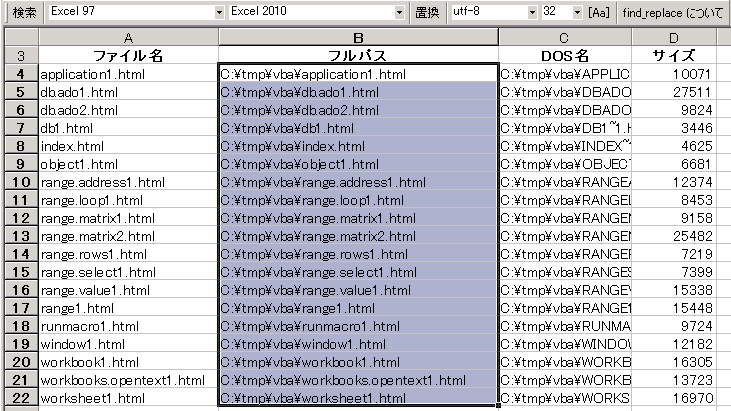 検索 Excel 97 Excel 2010 置換 utf-8 32 [Aa] find_replace について
A B C D
3 ファイル名 フルパス DOS名 サイズ
4 application1.html C:¥tmp¥vba¥application1.html C:¥tmp¥vba¥APPLIC 10071
5 db.ado1.html C:¥tmp¥vba¥db.ado1.html C:¥tmp¥vba¥DBADO 27511
6 db.ado2.html C:¥tmp¥vba¥db.ado2.html C:¥tmp¥vba¥DBADO 9824
7 db1.html C:¥tmp¥vba¥db1.html C:¥tmp¥vba¥DB1~1.H 3446
8 index.html C:¥tmp¥vba¥index.html C:¥tmp¥vba¥INDEX~ 4625
9 object1.html C:¥tmp¥vba¥object1.html C:¥tmp¥vba¥OBJEC 6681
10 range.address1.html C:¥tmp¥vba¥range.address1.html C:¥tmp¥vba¥RANGE 12374
11 range.loop1.html C:¥tmp¥vba¥range.loop1.html C:¥tmp¥vba¥RANGE 8453
12 range.matrix1.html C:¥tmp¥vba¥range.matrix1.html C:¥tmp¥vba¥RANGE 9158
13 range.matrix2.html C:¥tmp¥vba¥range.matrix2.html C:¥tmp¥vba¥RANGE 25482
14 range.rows1.html C:¥tmp¥vba¥range.rows1.html C:¥tmp¥vba¥RANGE 7219
15 range.select1.html C:¥tmp¥vba¥range.select1.html C:¥tmp¥vba¥RANGE 7399
16 range.value1.html C:¥tmp¥vba¥range.value1.html C:¥tmp¥vba¥RANGE 15338
17 range1.html C:¥tmp¥vba¥range1.html C:¥tmp¥vba¥RANGE 15448
18 runmacro1.html C:¥tmp¥vba¥runmacro1.html C:¥tmp¥vba¥RUNMA 9724
19 window1.html C:¥tmp¥vba¥window1.html C:¥tmp¥vba¥WINDO 12182
20 workbook1.html C:¥tmp¥vba¥workbook1.html C:¥tmp¥vba¥WORKB 16305
21 workbooks.opentext1.html C:¥tmp¥vba¥workbooks.opentext1.html C:¥tmp¥vba¥WORKB 13723
22 worksheet1.html C:¥tmp¥vba¥worksheet1.html C:¥tmp¥vba¥WORKS 16970